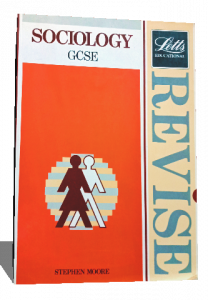 SOCIOLOGY
GCSE
Letts
EDUCATIONAL
REVISE
STEPHEN MOORE